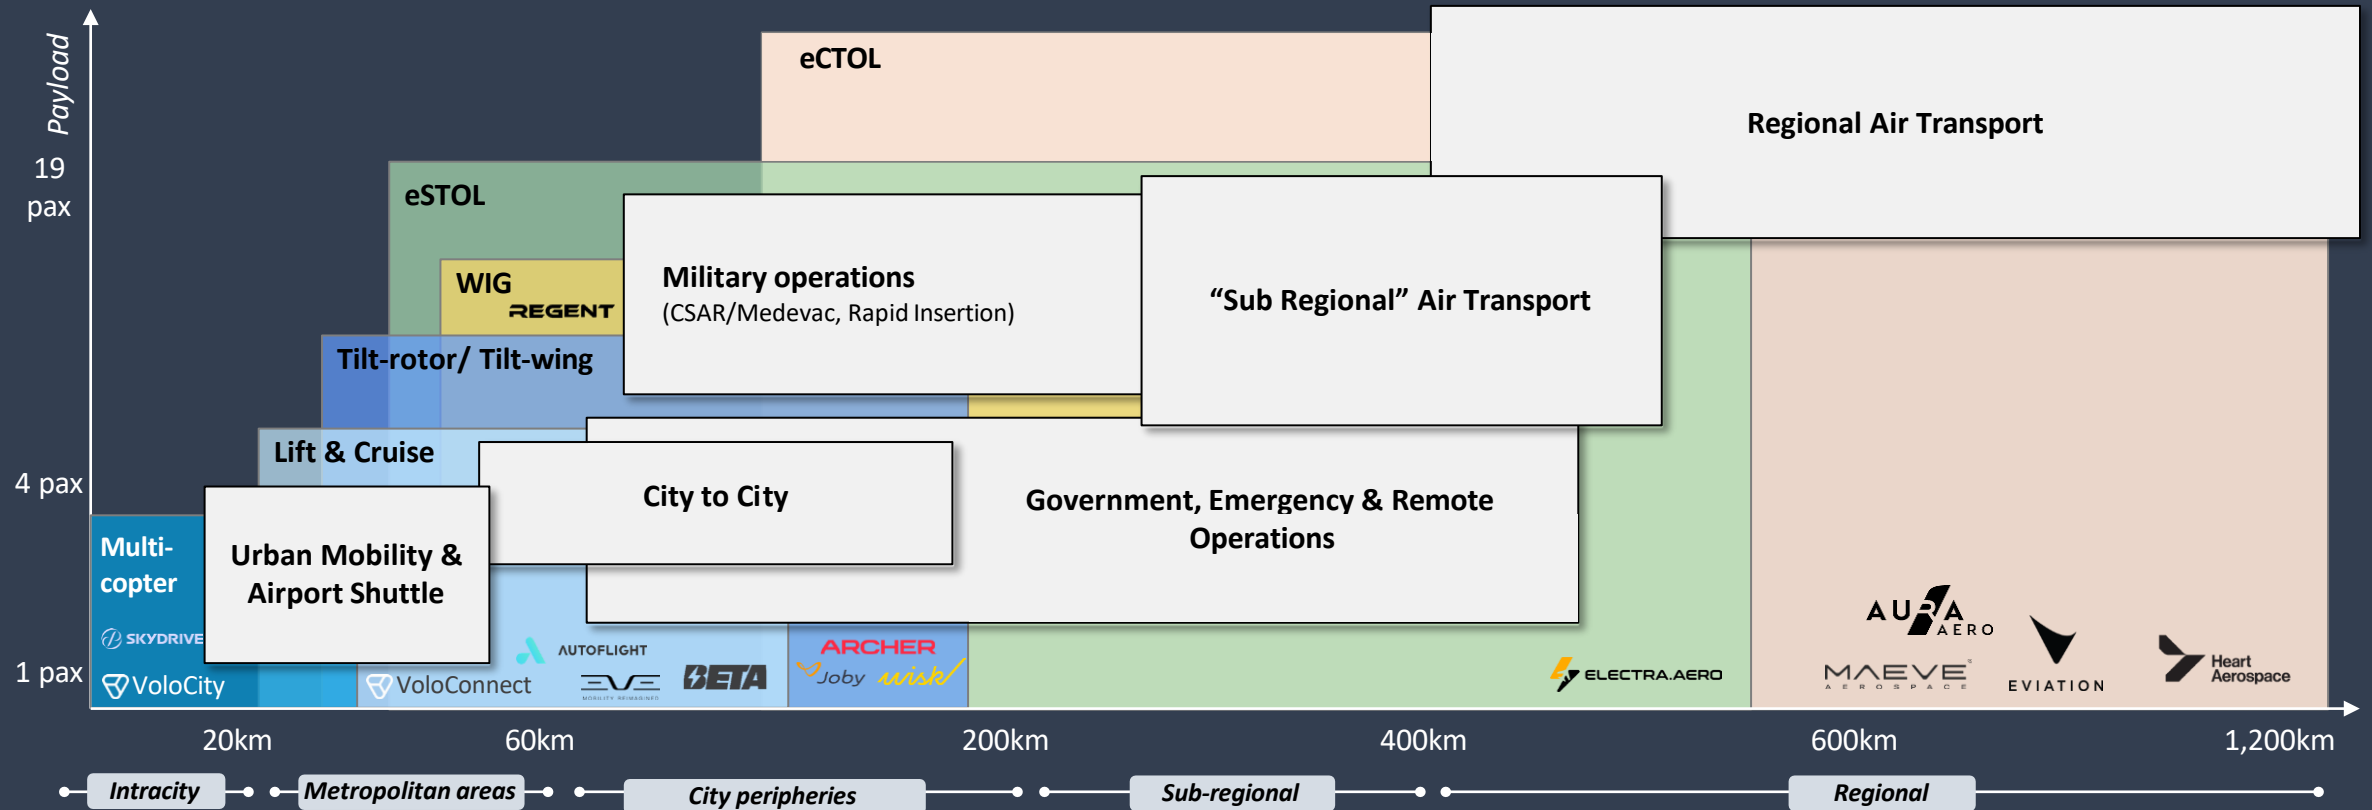 Payload
19
pax
4 pax
1 pax
eCTOL
Regional Air Transport
eSTOL
WIG
REGENT
Military operations
(CSAR/Medevac, Rapid Insertion)
“Sub Regional” Air Transport
Tilt-rotor/ Tilt-wing
Lift & Cruise
City to City
Government, Emergency & Remote
Operations
Multi-
copter
Urban Mobility &
Airport Shuttle
SKYDRIVE
VoloCity
VoloConnect
AUTOFLIGHT
EVE
MOBILITY REIMAGINED
BETA
ARCHER
Joby
wisk
ELECTRA.AERO
AURA
AERO
MAEVE
AEROSPACE
EVIATION
Heart
Aerospace
20km
60km
200km
400km
600km
1,200km
Intracity
Metropolitan areas
City peripheries
Sub-regional
Regional